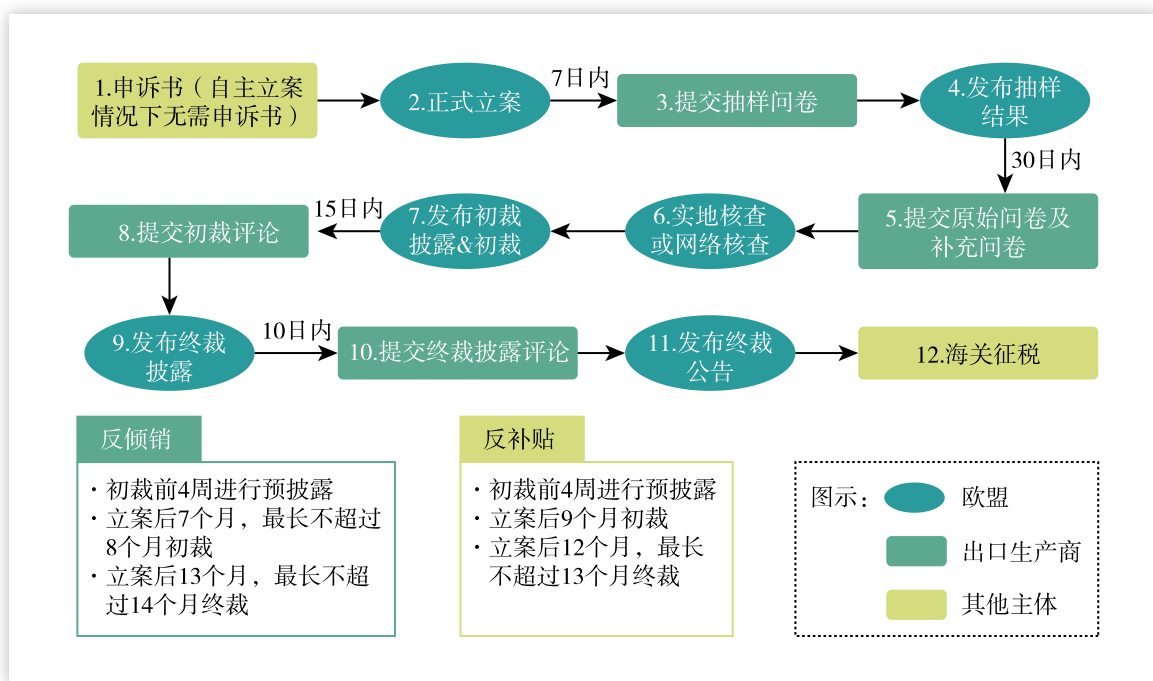 1.申诉书（自主立案
情况下无需申诉书）
2.正式立案
7日内
3.提交抽样问卷
4.发布抽样
结果
30日内
5.提交原始问卷及
补充问卷
6.实地核查
或网络核查
7.发布初裁
披露&初裁
15日内
8.提交初裁评论
9.发布终裁
披露
10日内
10.提交终裁披露评论
11.发布终裁
公告
12.海关征税
反倾销
·初裁前4周进行预披露
·立案后7个月，最长不超过
8个月初裁
·立案后13个月，最长不超
过14个月终裁
反补贴
·初裁前4周进行预披露
·立案后9个月初裁
·立案后12个月，最长
不超过13个月终裁
图示：
欧盟
出口生产商
其他主体